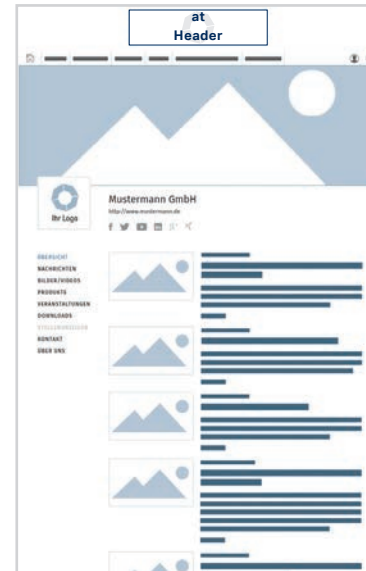 at
Header
Ihr Logo
Mustermann GmbH
http://www.mustermann.de
ÜBERSICHT
NACHRICHTEN
BILDER/VIDEOS
PRODUKTE
VERANSTALTUNGEN
DOWNLOADS
STELLENANZEIGEN
KONTAKT
ÜBER UNS